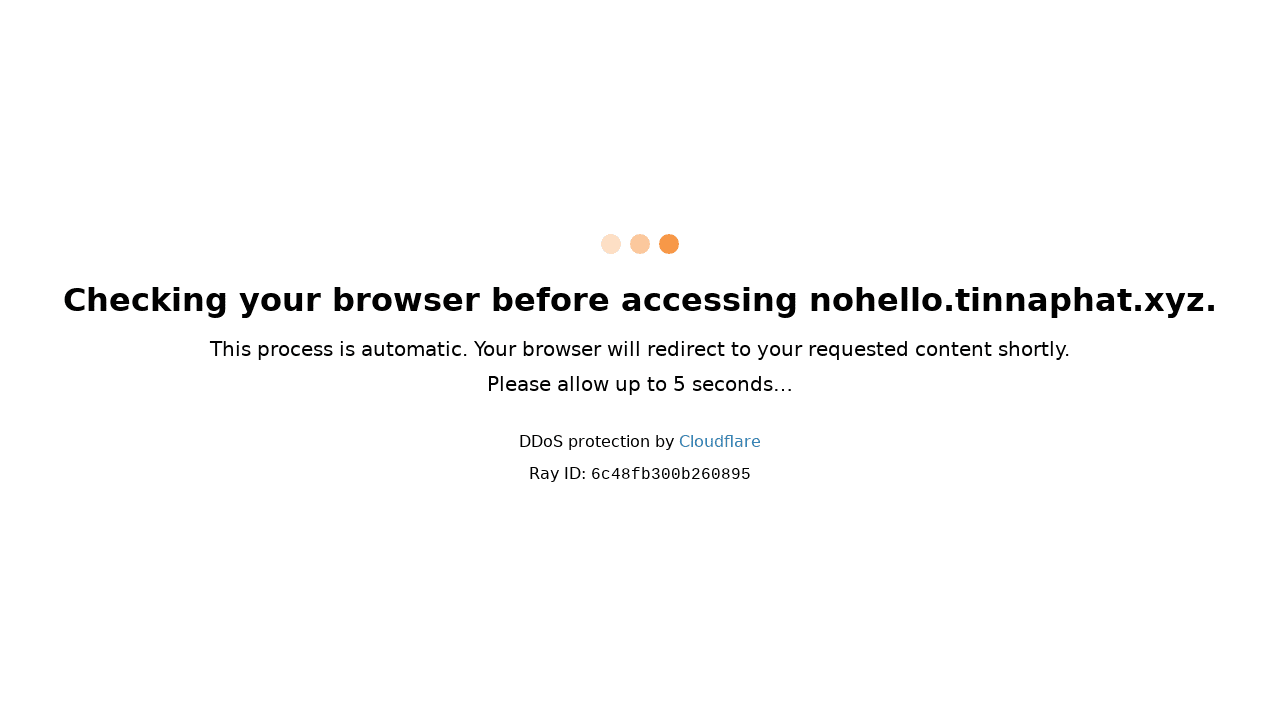 Checking your browser before accessing nohello.tinnaphat.xyz.
This process is automatic. Your browser will redirect to your requested content shortly.
Please allow up to 5 seconds…
DDoS protection by Cloudflare
Ray ID: 6c48fb300b260895